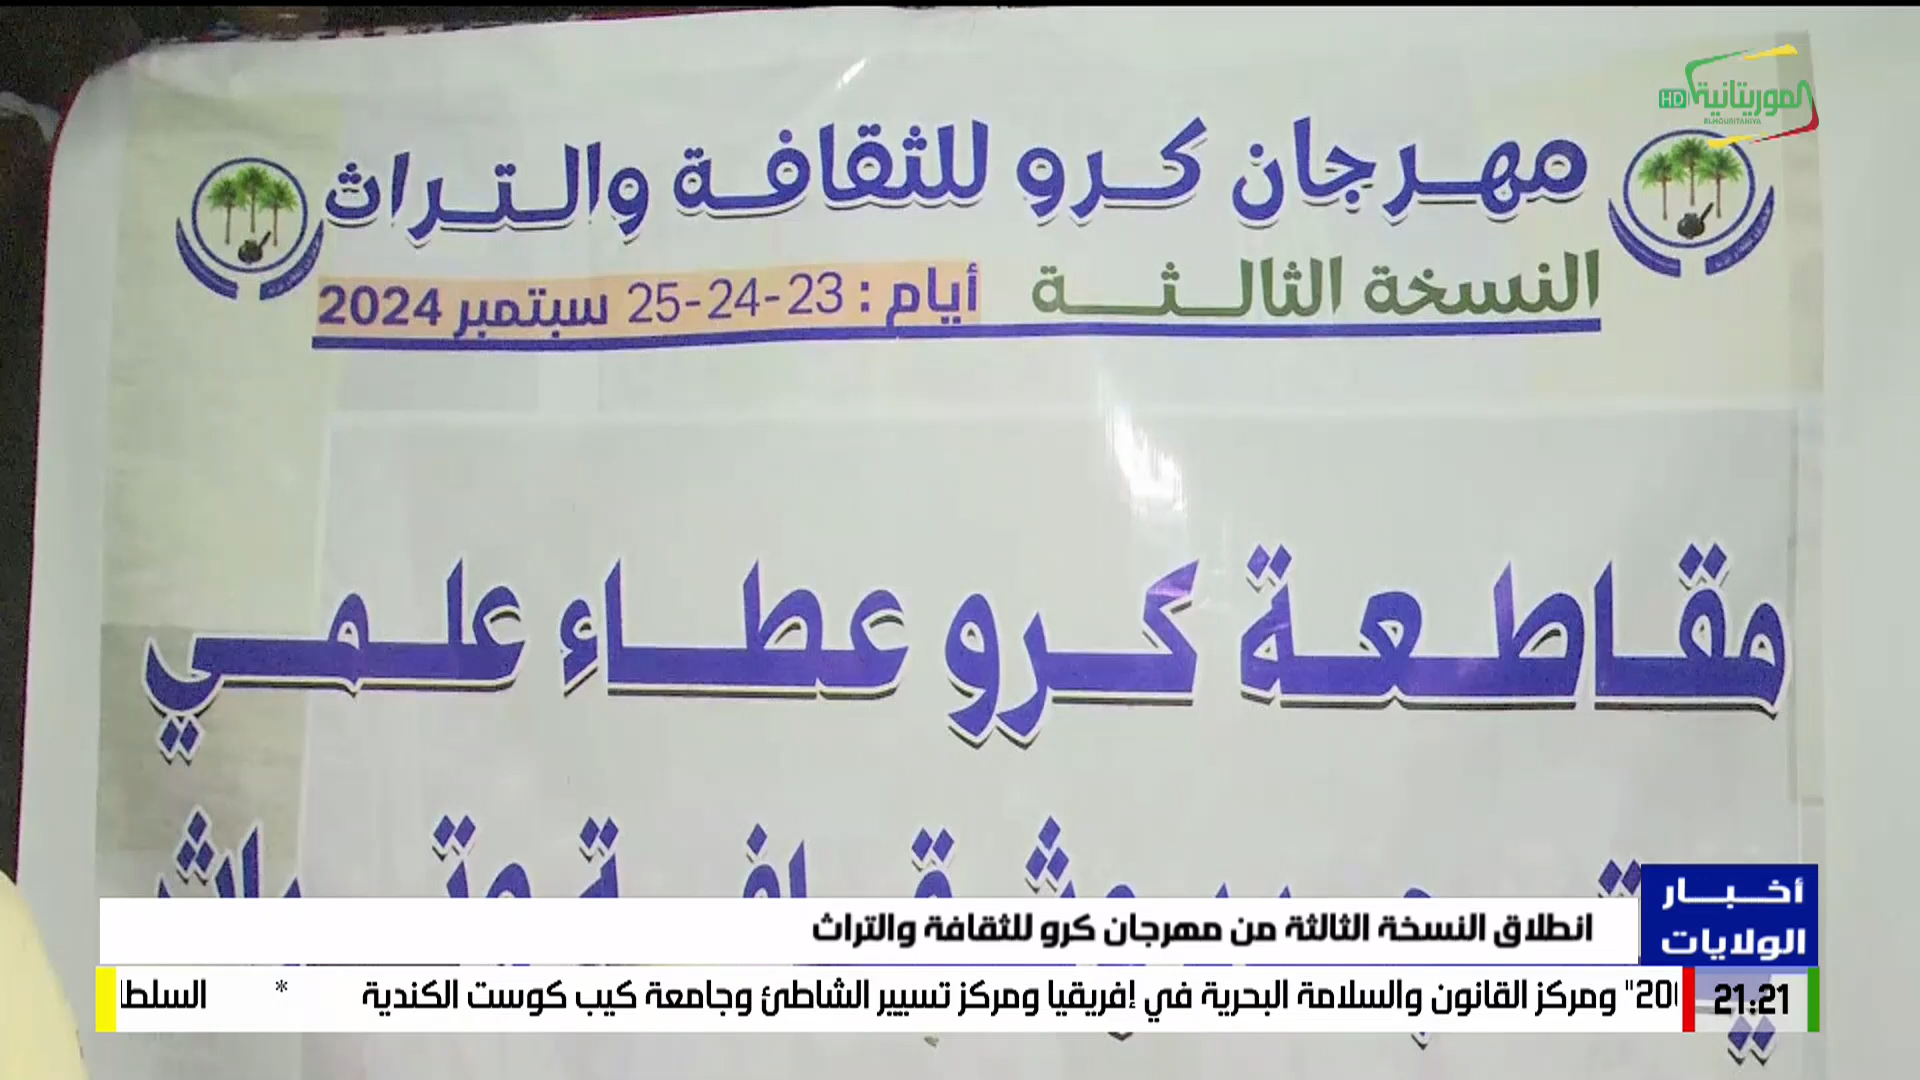 الموريتانية HD
ELMOURITANIYA
مهرجان كرو للثقافة والتراث
النسخة الثالثة أيام : 23-24-25 سبتمبر 2024
مقاطعة كرو عطاء علمي
أخبار الولايات
انطلاق النسخة الثالثة من مهرجان كرو للثقافة والتراث
21:21
" ومركز القانون والسلامة البحرية في إفريقيا ومركز تسيير الشاطئ وجامعة كيب كوست الكندية *